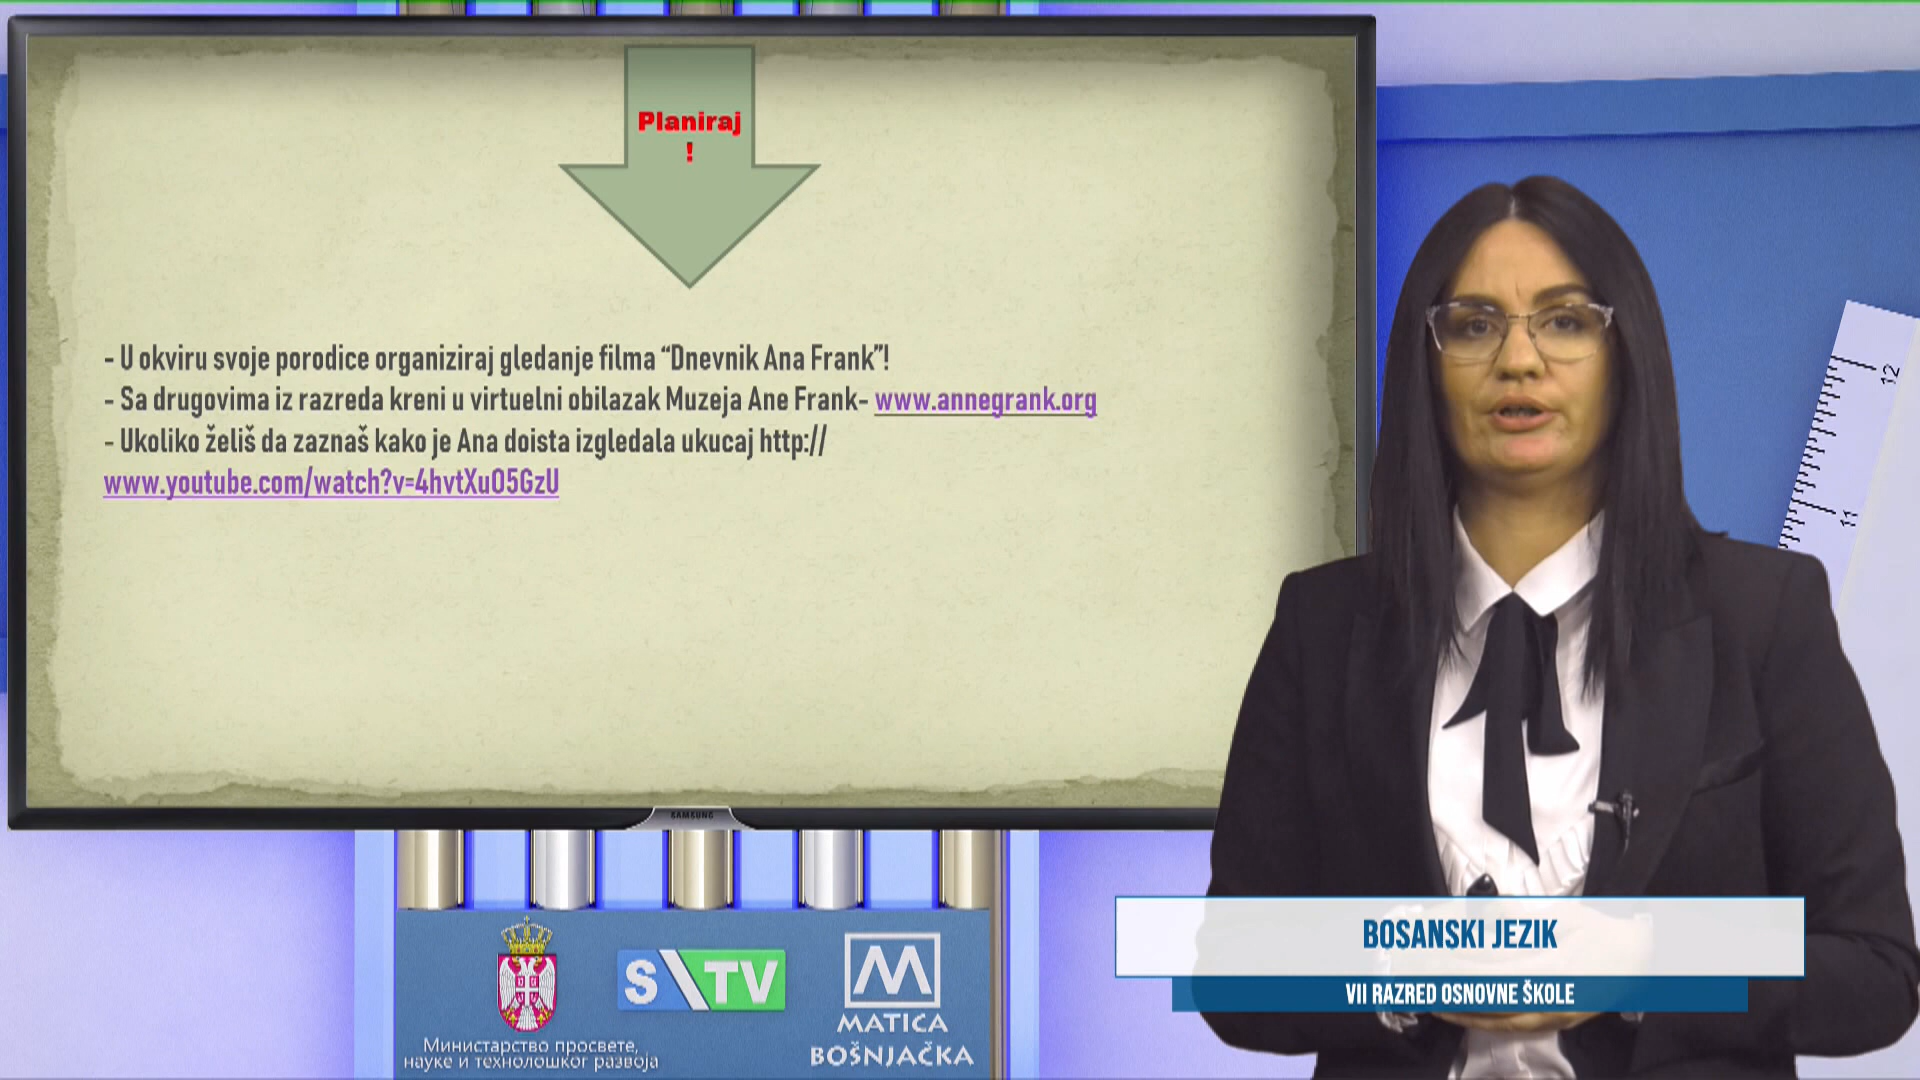 Planiraj
!
- U okviru svoje porodice organiziraj gledanje filma “Dnevnik Ana Frank”!
- Sa drugovima iz razreda kreni u virtuelni obilazak Muzeja Ane Frank- www.annegrank.org
- Ukoliko želiš da zaznaš kako je Ana doista izgledala ukucaj http://
www.youtube.com/watch?v=4hvtXuO5GzU
SAMSUNG
12
11
BOSANSKI JEZIK
VII RAZRED OSNOVNE ŠKOLE
S TV
M
MATICA
BOŠNJAČKA
Министарство просвете,
науке и технолошког развоја